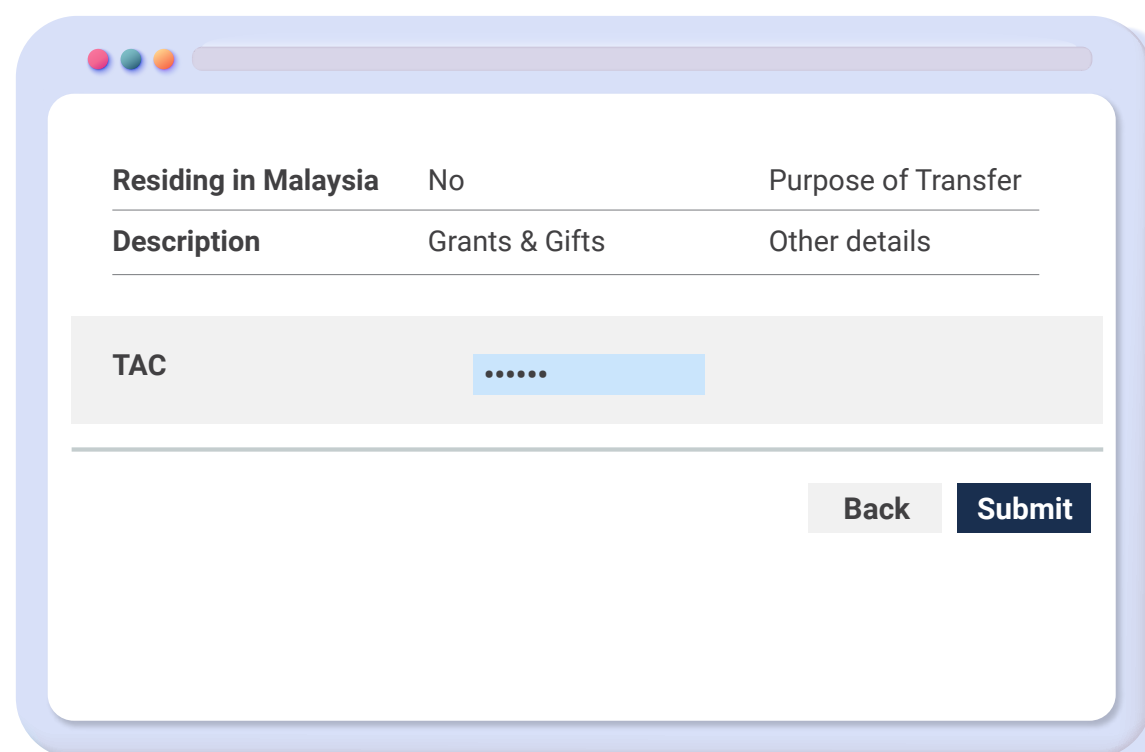 Residing in Malaysia No Purpose of Transfer
Description Grants & Gifts Other details
TAC ••••••
Back Submit